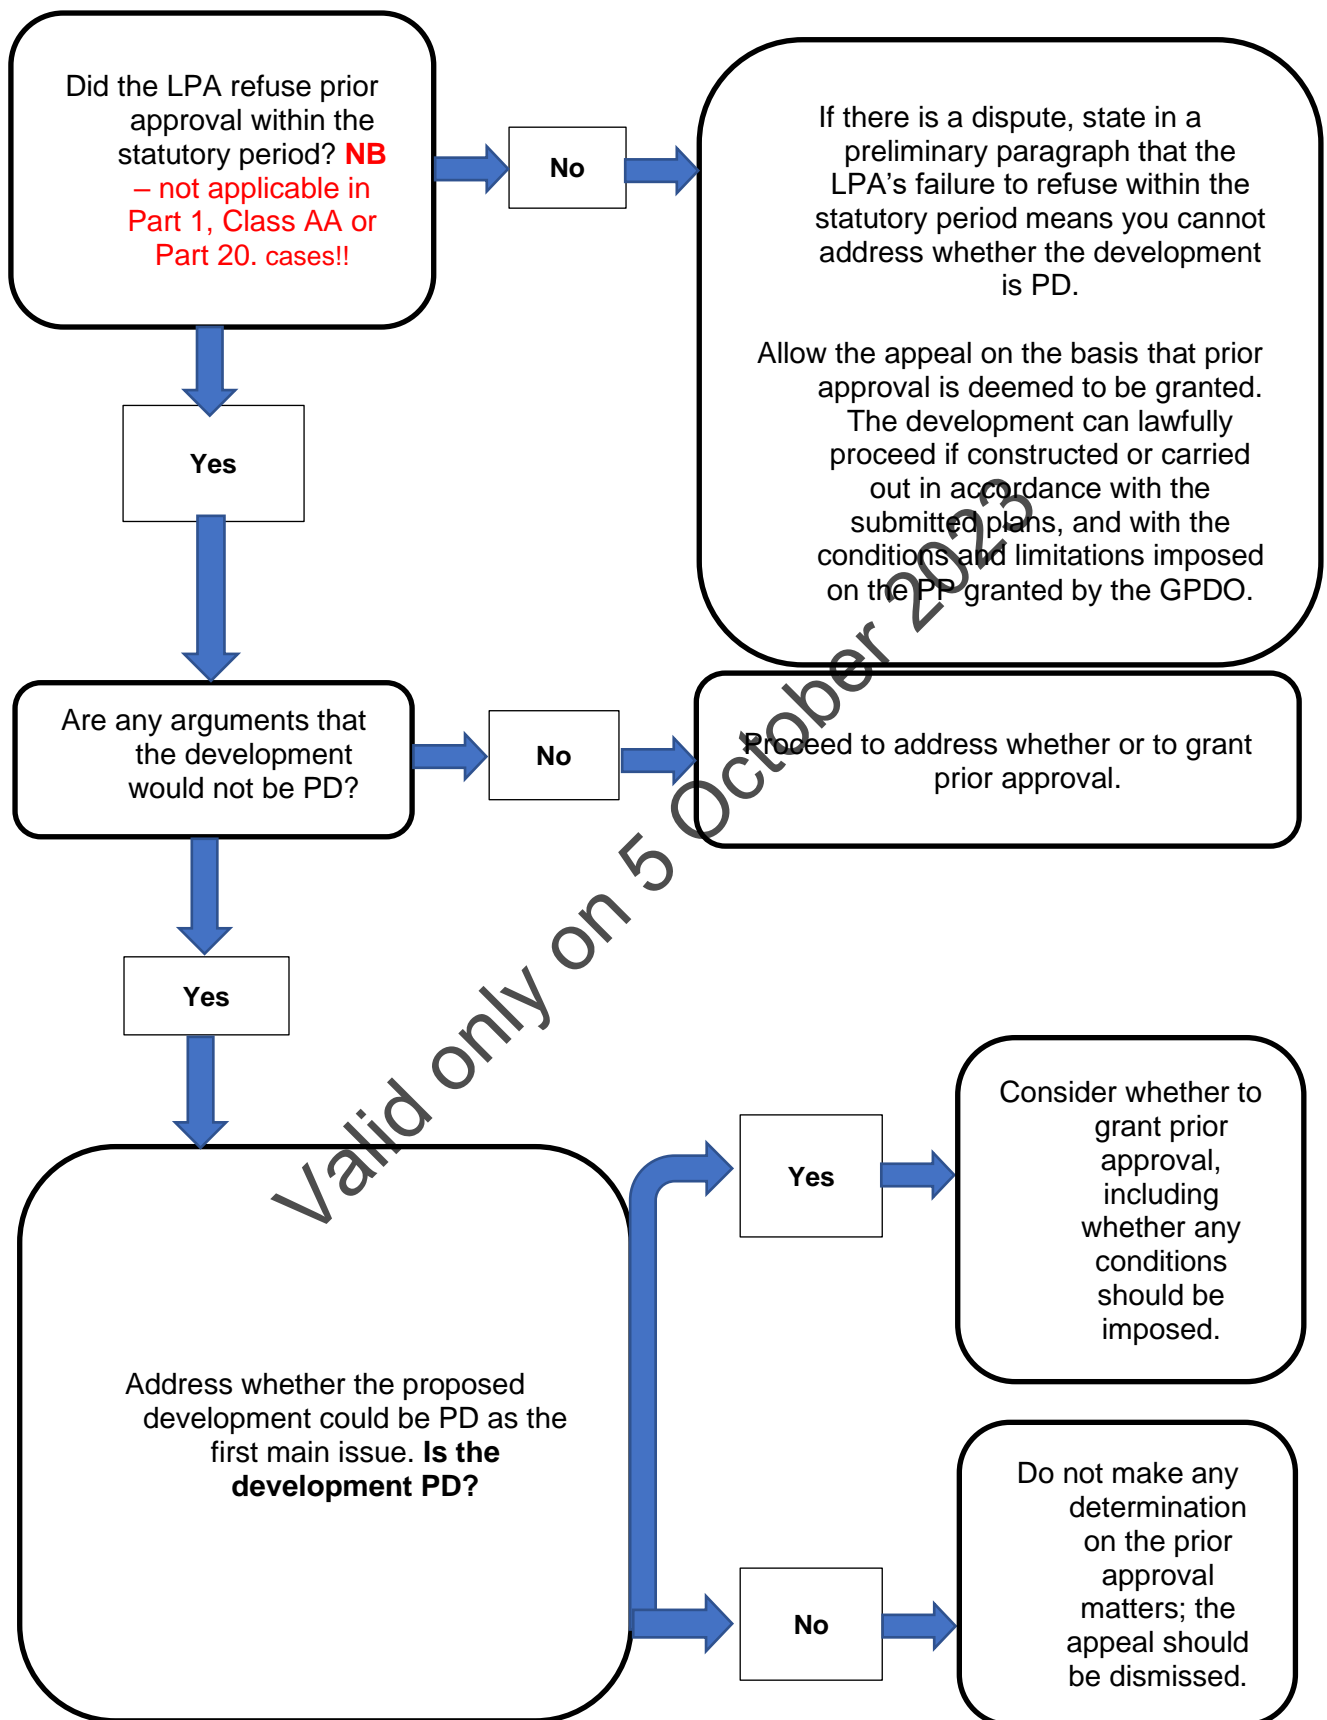 Did the LPA refuse prior
approval within the
statutory period? NB
– not applicable in
Part 1, Class AA or
Part 20. cases!!
No
If there is a dispute, state in a
preliminary paragraph that the
LPA’s failure to refuse within the
statutory period means you cannot
address whether the development
is PD.
Allow the appeal on the basis that prior
approval is deemed to be granted.
The development can lawfully
proceed if constructed or carried
out in accordance with the
submitted plans, and with the
conditions and limitations imposed
on the PP granted by the GPDO.
Yes
Are any arguments that
the development
would not be PD?
No
Proceed to address whether or to grant
prior approval.
Yes
Address whether the proposed
development could be PD as the
first main issue. Is the
development PD?
Yes
Consider whether to
grant prior
approval,
including
whether any
conditions
should be
imposed.
No
Do not make any
determination
on the prior
approval
matters; the
appeal should
be dismissed.
Valid only on 5 October 2023